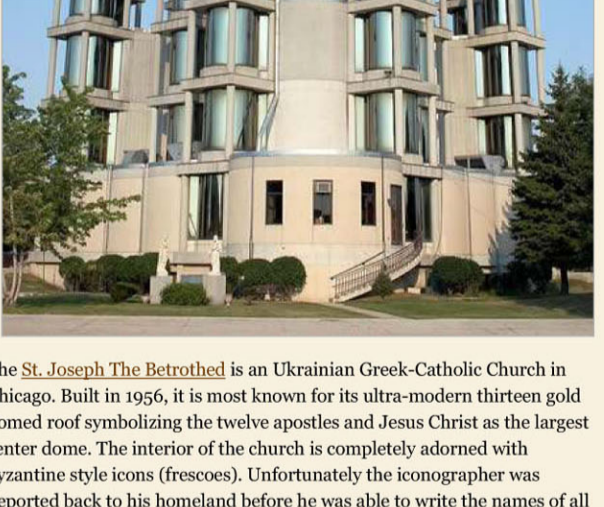 he St. Joseph The Betrothed is an Ukrainian Greek-Catholic Church in
hicago. Built in 1956, it is most known for its ultra-modern thirteen gold
omed roof symbolizing the twelve apostles and Jesus Christ as the largest
enter dome. The interior of the church is completely adorned with
yzantine style icons (frescoes). Unfortunately the iconographer was
eported back to his homeland before he was able to write the names of all